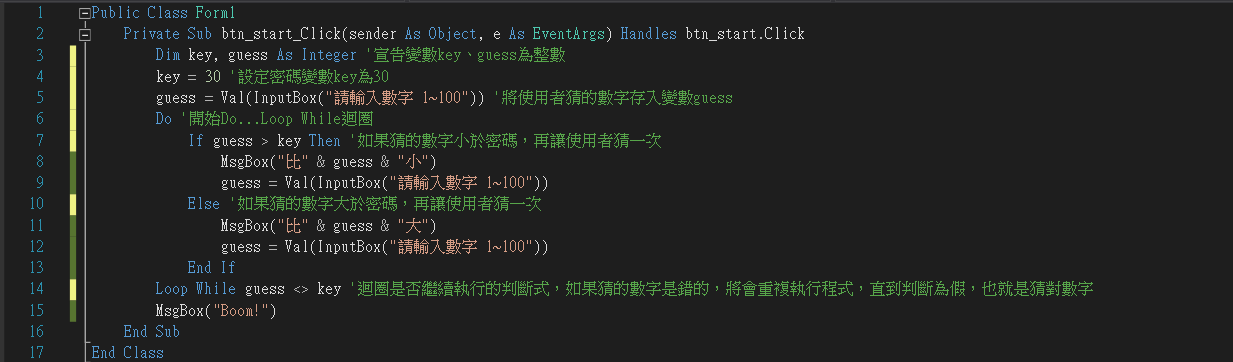 1 Public Class Form1
2 Private Sub btn_start_Click(sender As Object, e As EventArgs) Handles btn_start.Click
3 Dim key, guess As Integer '宣告變數key、guess為整數
4 key = 30 '設定密碼變數key為30
5 guess = Val(InputBox("請輸入數字 1~100")) '將使用者猜的數字存入變數guess
6 Do '開始Do...Loop While迴圈
7 If guess > key Then '如果猜的數字小於密碼，再讓使用者猜一次
8 MsgBox("比" & guess & "小")
9 guess = Val(InputBox("請輸入數字 1~100"))
10 Else '如果猜的數字大於密碼，再讓使用者猜一次
11 MsgBox("比" & guess & "大")
12 guess = Val(InputBox("請輸入數字 1~100"))
13 End If
14 Loop While guess <> key '迴圈是否繼續執行的判斷式，如果猜的數字是錯的，將會重複執行程式，直到判斷為假，也就是猜對數字
15 MsgBox("Boom!")
16 End Sub
17 End Class